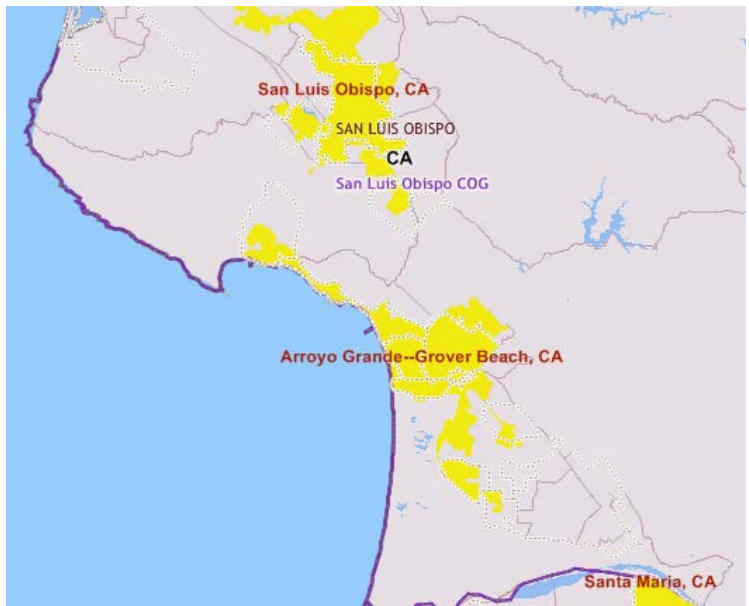 San Luis Obispo, CA
SAN LUIS OBISPO
CA
San Luis Obispo COG
Arroyo Grande--Grover Beach, CA
Santa Maria, CA